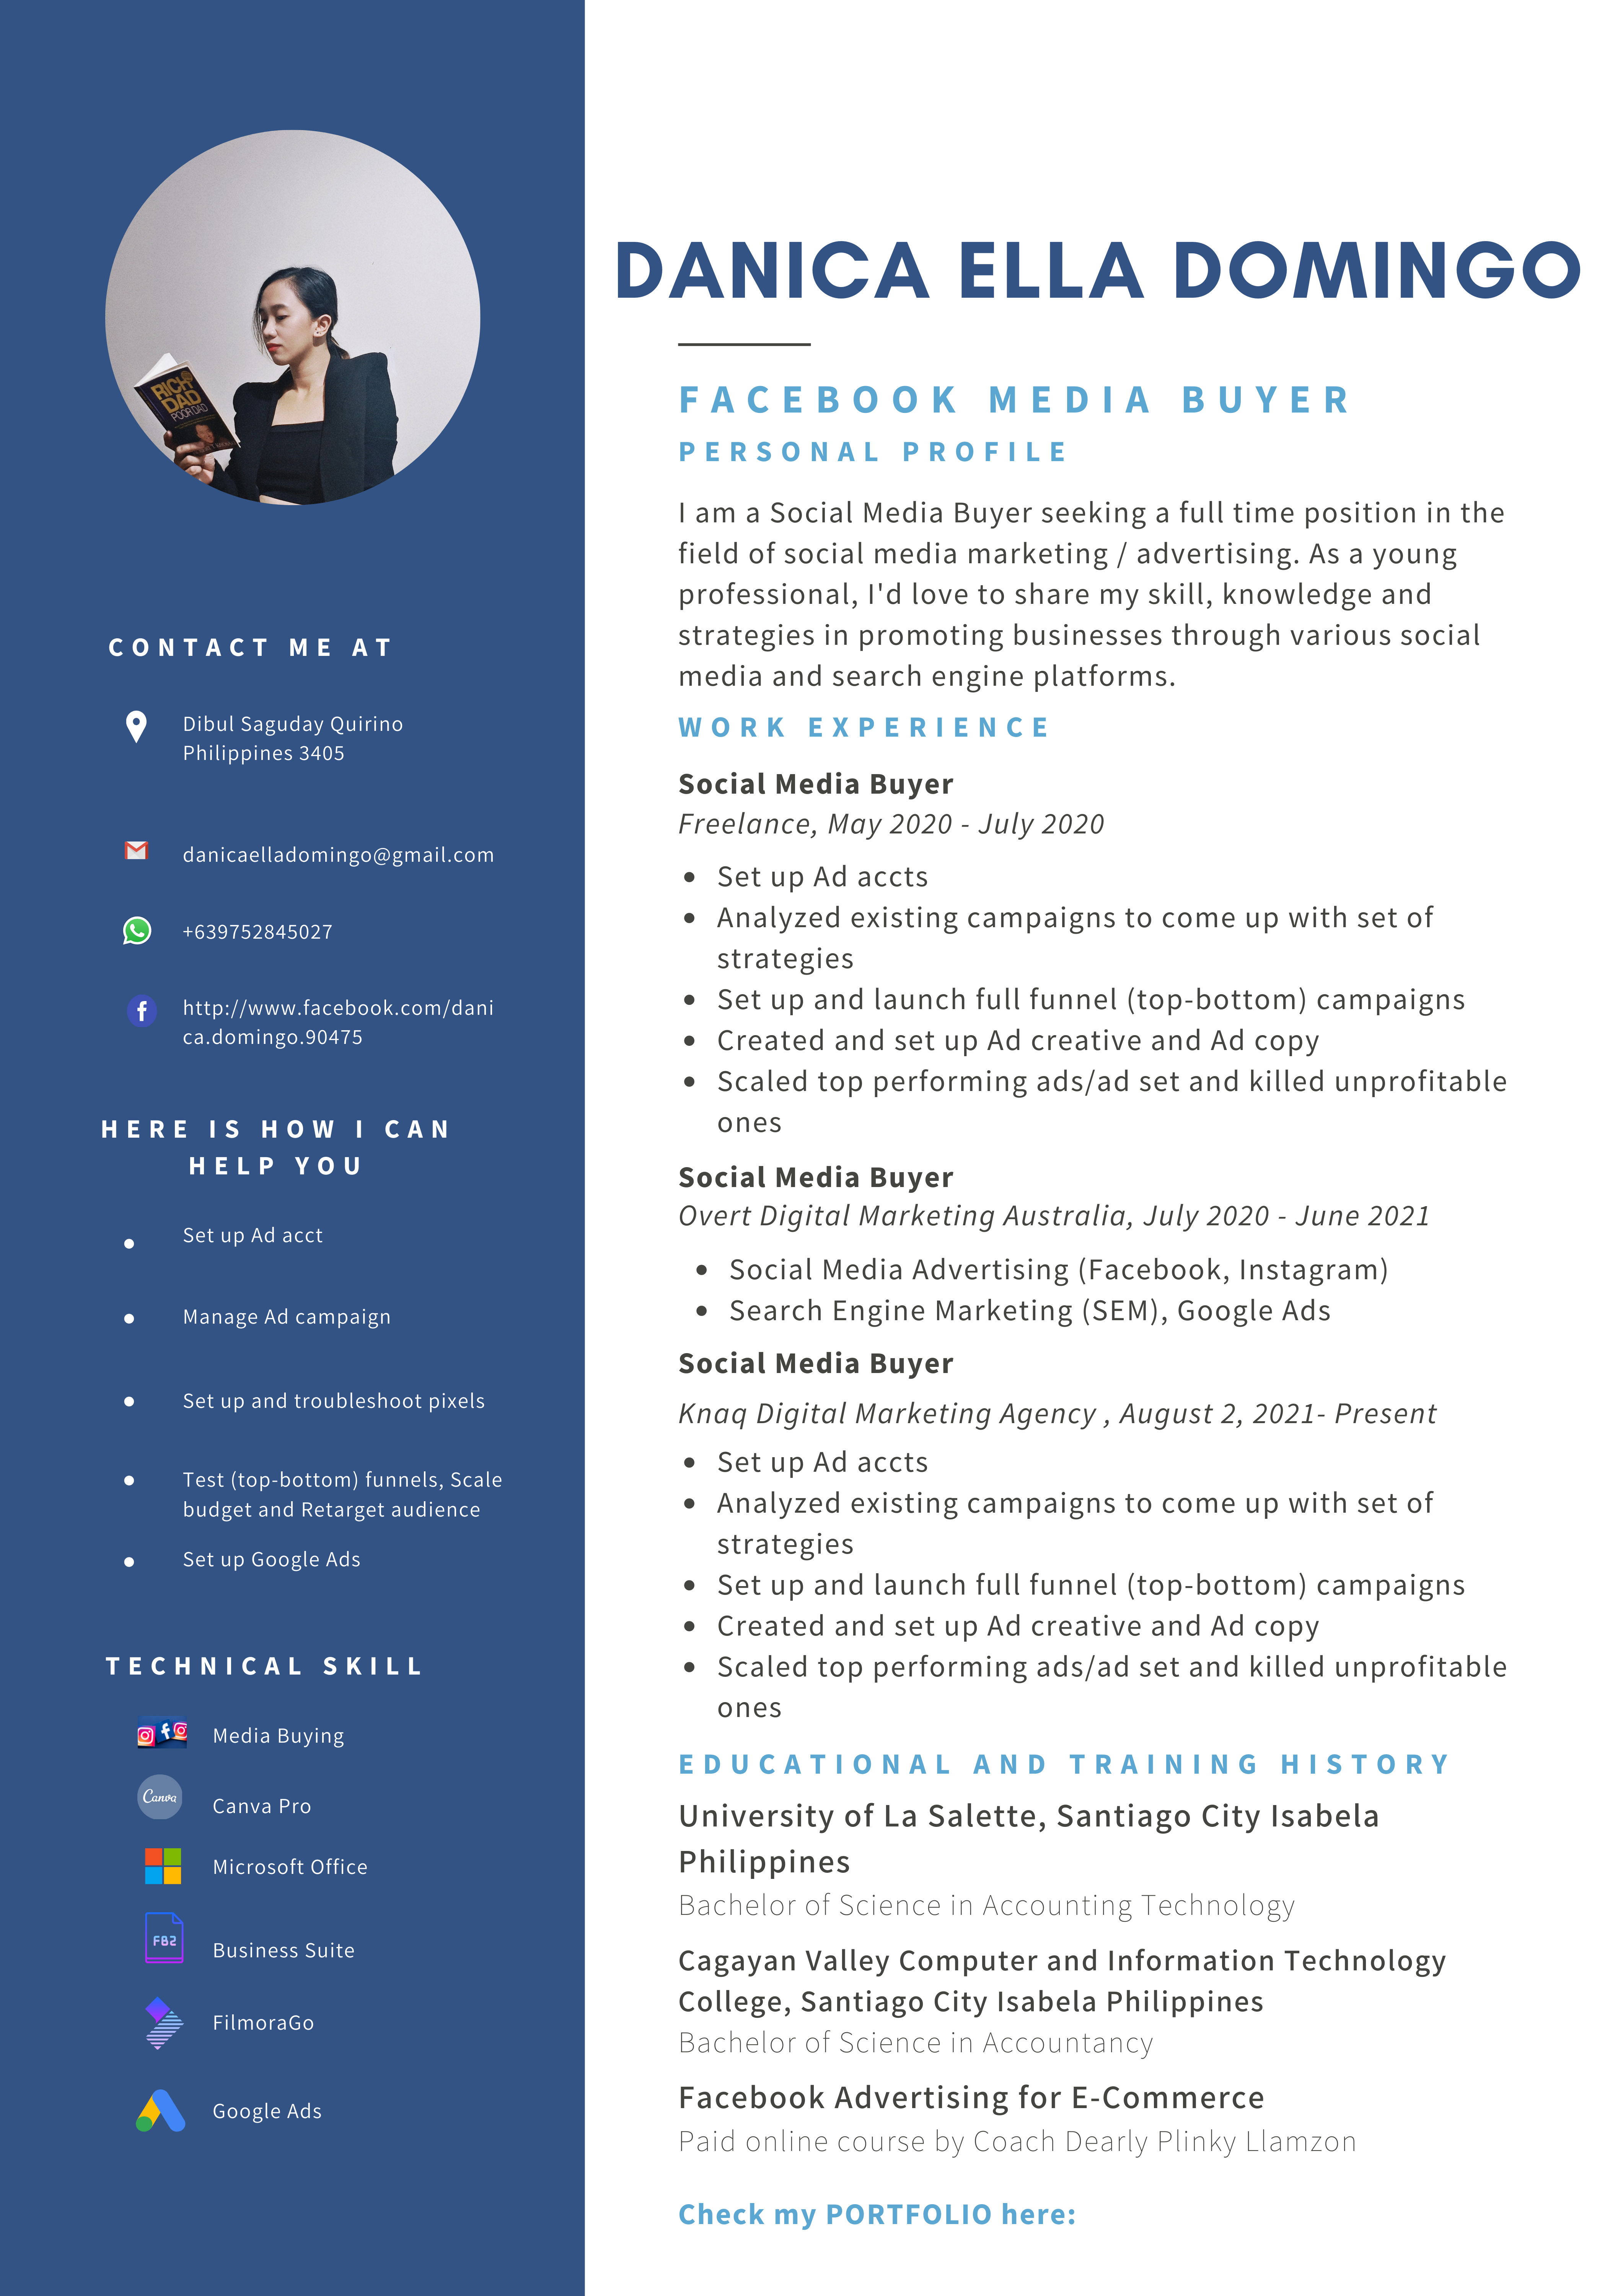 RICH
DAD
POOR DAD
CONTACT ME AT
Dibul Saguday Quirino
Philippines 3405
danicaelladomingo@gmail.com
+639752845027
http://www.facebook.com/dani
ca.domingo.90475
HERE IS HOW I CAN
HELP YOU
Set up Ad acct
Manage Ad campaign
Set up and troubleshoot pixels
Test (top-bottom) funnels, Scale
budget and Retarget audience
Set up Google Ads
TECHNICAL SKILL
Media Buying
Canva
Canva Pro
Microsoft Office
FB2
Business Suite
FilmoraGo
Google Ads
DANICA ELLA DOMINGO
FACEBOOK MEDIA BUYER
PERSONAL PROFILE
I am a Social Media Buyer seeking a full time position in the
field of social media marketing / advertising. As a young
professional, I'd love to share my skill, knowledge and
strategies in promoting businesses through various social
media and search engine platforms.
WORK EXPERIENCE
Social Media Buyer
Freelance, May 2020 - July 2020
• Set up Ad accts
• Analyzed existing campaigns to come up with set of
strategies
• Set up and launch full funnel (top-bottom) campaigns
• Created and set up Ad creative and Ad copy
• Scaled top performing ads/ad set and killed unprofitable
ones
Social Media Buyer
Overt Digital Marketing Australia, July 2020 - June 2021
• Social Media Advertising (Facebook, Instagram)
• Search Engine Marketing (SEM), Google Ads
Social Media Buyer
Knaq Digital Marketing Agency , August 2, 2021- Present
• Set up Ad accts
• Analyzed existing campaigns to come up with set of
strategies
• Set up and launch full funnel (top-bottom) campaigns
• Created and set up Ad creative and Ad copy
• Scaled top performing ads/ad set and killed unprofitable
ones
EDUCATIONAL AND TRAINING HISTORY
University of La Salette, Santiago City Isabela
Philippines
Bachelor of Science in Accounting Technology
Cagayan Valley Computer and Information Technology
College, Santiago City Isabela Philippines
Bachelor of Science in Accountancy
Facebook Advertising for E-Commerce
Paid online course by Coach Dearly Plinky Llamzon
Check my PORTFOLIO here: